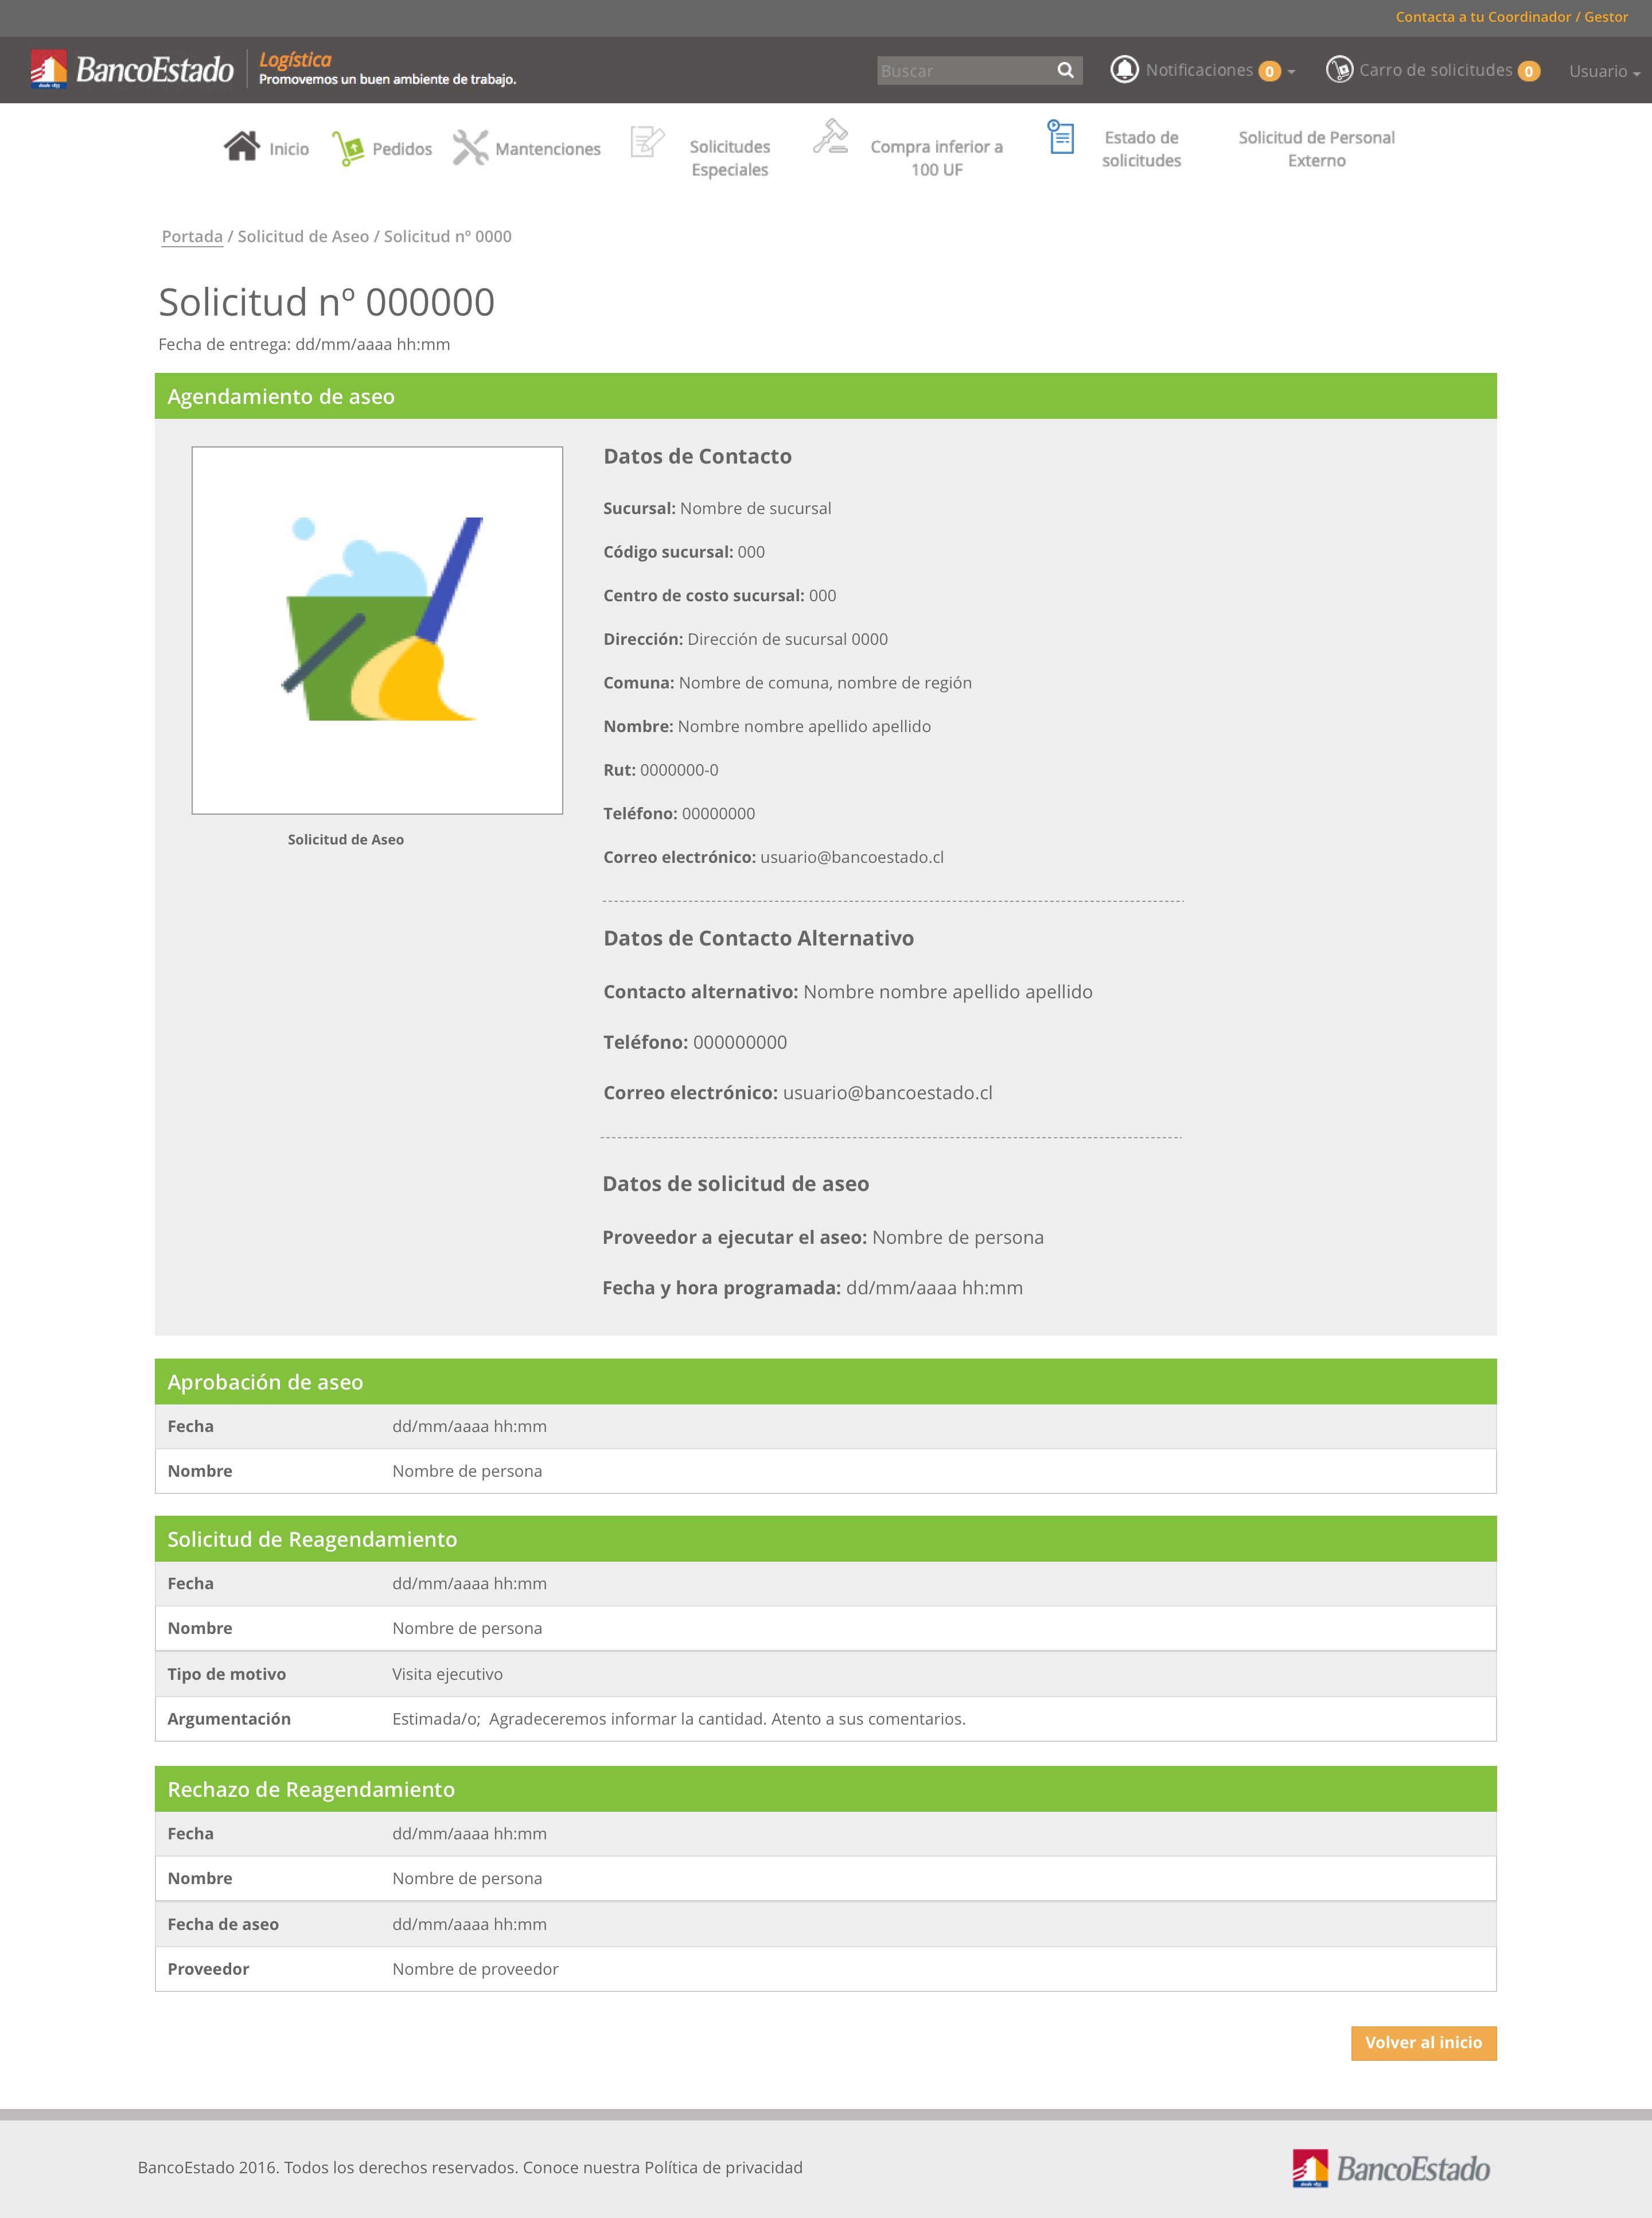 Contacta a tu Coordinador / Gestor
BancoEstado
desde 1855
Logística
Promovemos un buen ambiente de trabajo.
Buscar
Notificaciones 0
Carro de solicitudes 0
Usuario
Inicio
Pedidos
Mantenciones
Solicitudes
Especiales
Compra inferior a
100 UF
Estado de
solicitudes
Solicitud de Personal
Externo
Portada / Solicitud de Aseo / Solicitud nº 0000
Solicitud nº 000000
Fecha de entrega: dd/mm/aaaa hh:mm
Agendamiento de aseo
Solicitud de Aseo
Datos de Contacto
Sucursal: Nombre de sucursal
Código sucursal: 000
Centro de costo sucursal: 000
Dirección: Dirección de sucursal 0000
Comuna: Nombre de comuna, nombre de región
Nombre: Nombre nombre apellido apellido
Rut: 0000000-0
Teléfono: 00000000
Correo electrónico: usuario@bancoestado.cl
Datos de Contacto Alternativo
Contacto alternativo: Nombre nombre apellido apellido
Teléfono: 000000000
Correo electrónico: usuario@bancoestado.cl
Datos de solicitud de aseo
Proveedor a ejecutar el aseo: Nombre de persona
Fecha y hora programada: dd/mm/aaaa hh:mm
Aprobación de aseo
Fecha dd/mm/aaaa hh:mm
Nombre Nombre de persona
Solicitud de Reagendamiento
Fecha dd/mm/aaaa hh:mm
Nombre Nombre de persona
Tipo de motivo Visita ejecutivo
Argumentación Estimada/o;  Agradeceremos informar la cantidad. Atento a sus comentarios.
Rechazo de Reagendamiento
Fecha dd/mm/aaaa hh:mm
Nombre Nombre de persona
Fecha de aseo dd/mm/aaaa hh:mm
Proveedor Nombre de proveedor
Volver al inicio
BancoEstado 2016. Todos los derechos reservados. Conoce nuestra Política de privacidad
BancoEstado